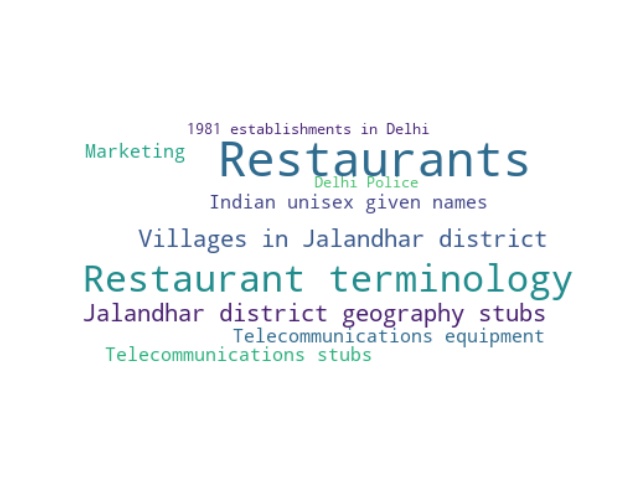 1981 establishments in Delhi
Marketing
Restaurants
Delhi Police
Indian unisex given names
Villages in Jalandhar district
Restaurant terminology
Jalandhar district geography stubs
Telecommunications equipment
Telecommunications stubs